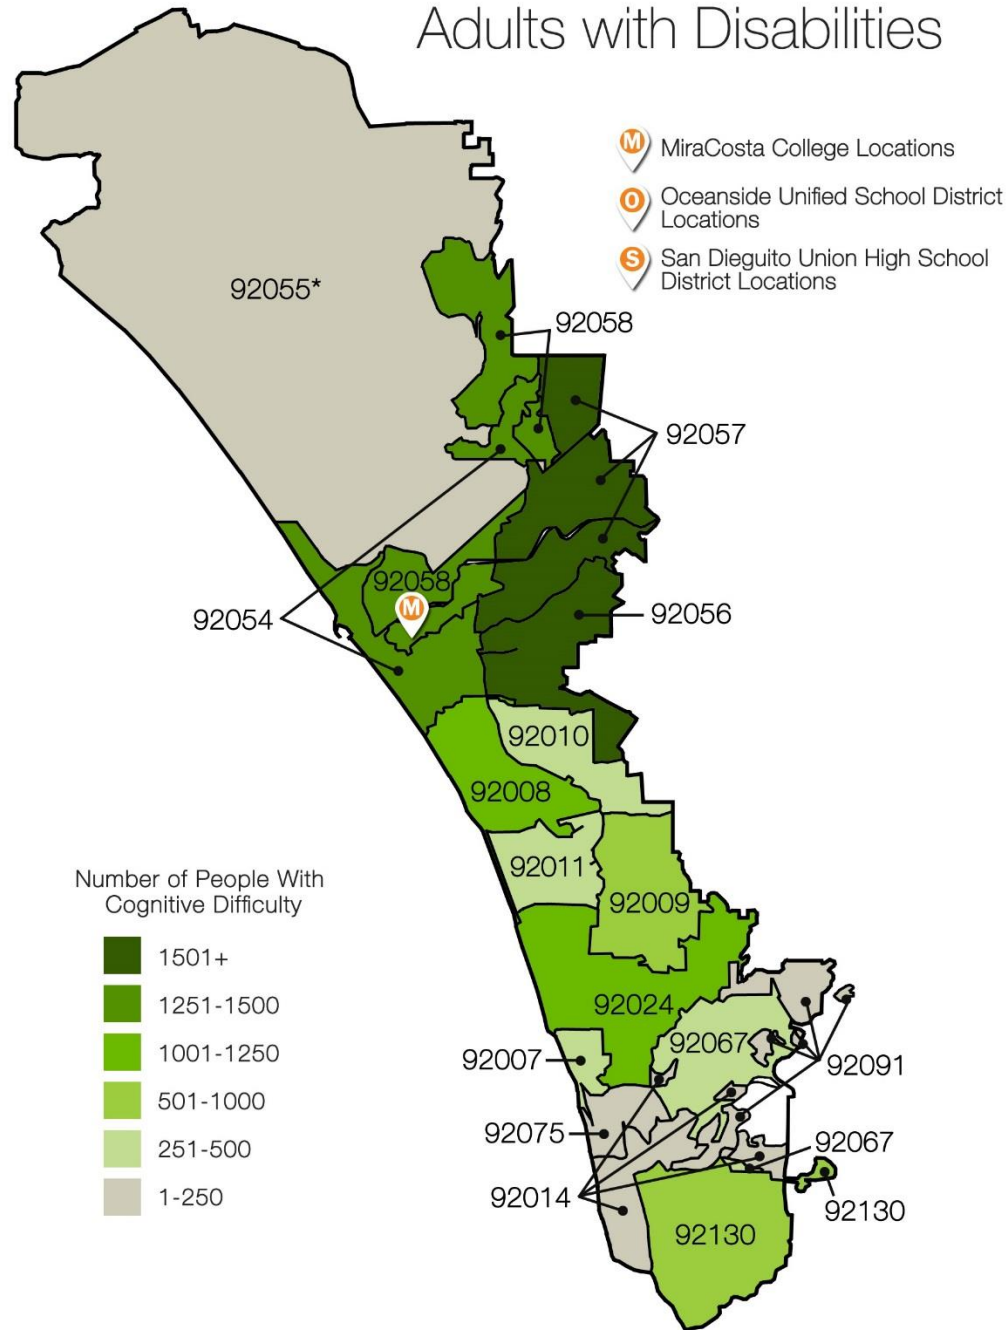 Adults with Disabilities
M MiraCosta College Locations
O Oceanside Unified School District
Locations
S San Dieguito Union High School
District Locations
92055*
92058
92057
92058
M
92054
92056
92010
92008
92011
92009
Number of People With
Cognitive Difficulty
1501+
1251-1500
1001-1250
501-1000
251-500
1-250
92024
92067
92007
92091
92075
92067
92014
92130
92130